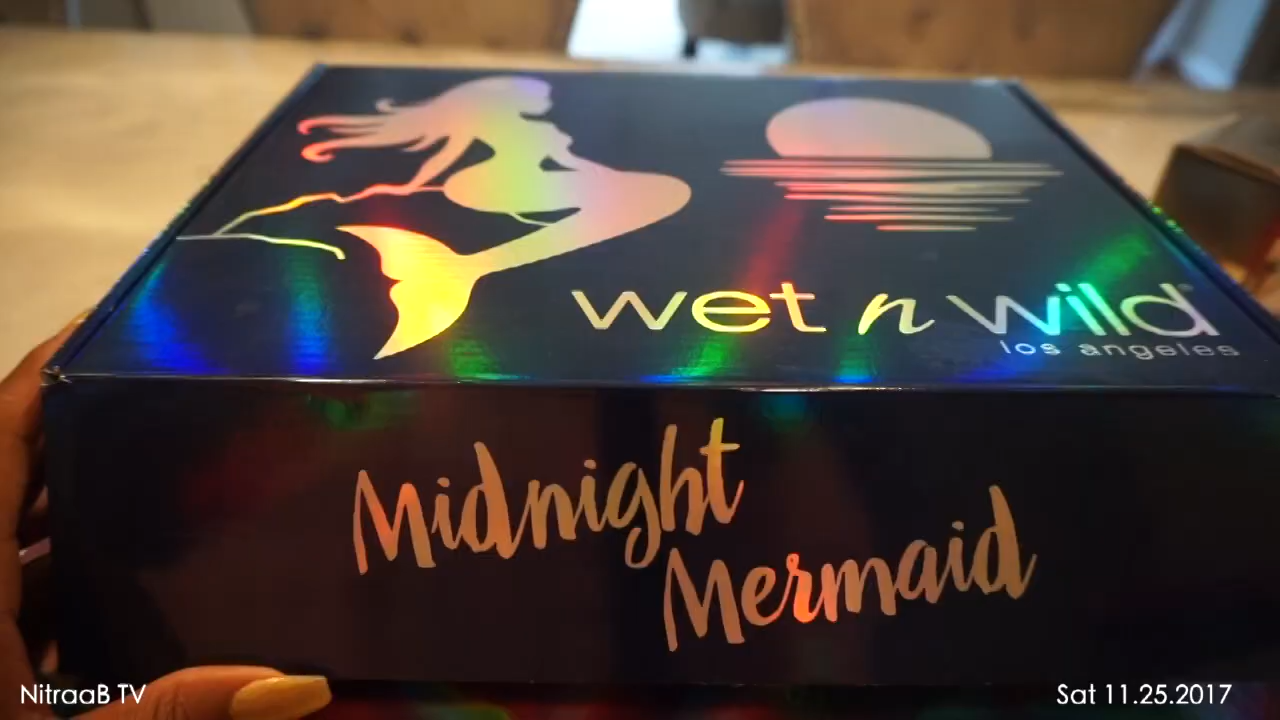 wet n wild
los angeles
Midnight
Mermaid
NitraaB TV
Sat 11.25.2017